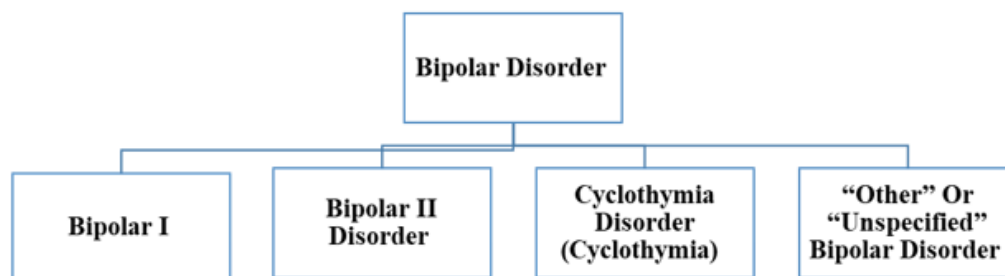 Bipolar Disorder
Bipolar I
Bipolar II
Disorder
Cyclothymia
Disorder
(Cyclothymia)
“Other” Or
“Unspecified”
Bipolar Disorder